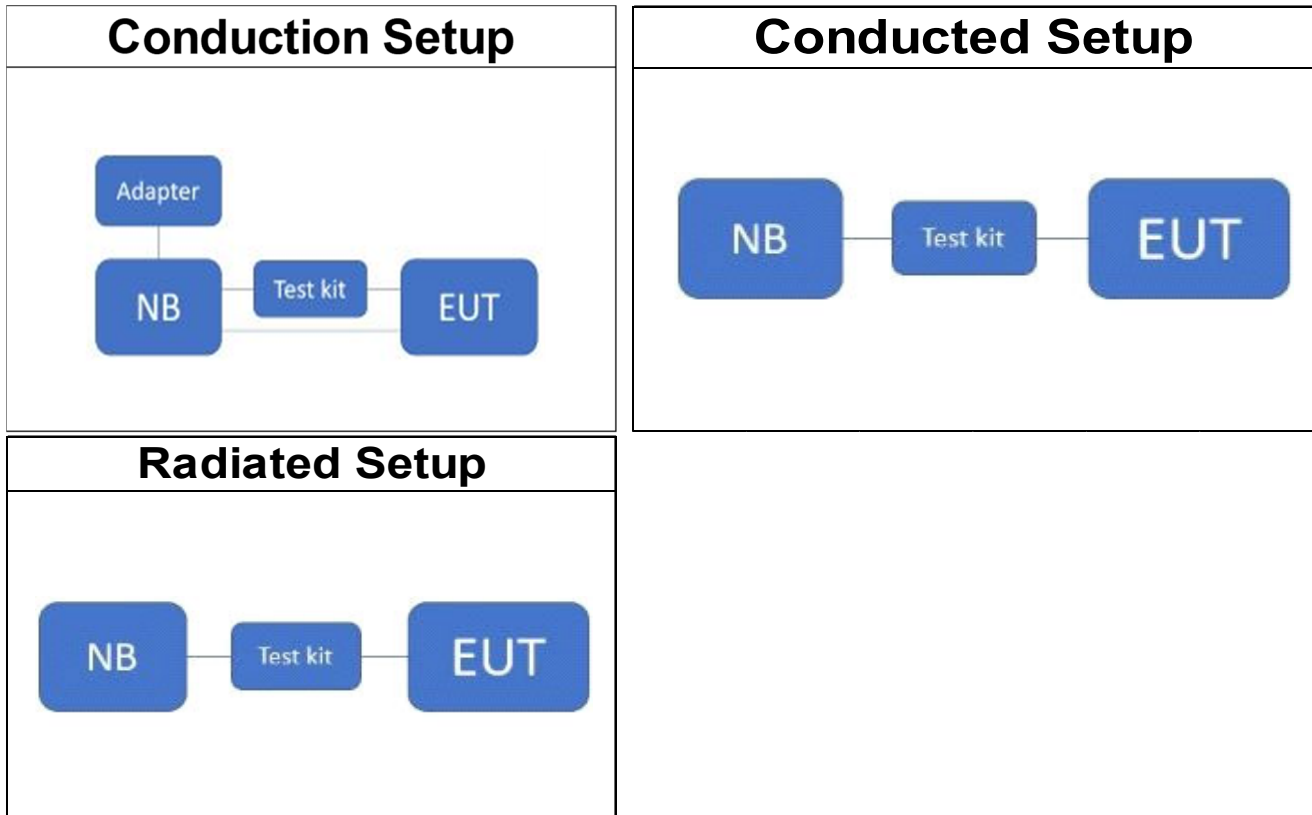 Conduction Setup
Adapter
NB
Test kit
EUT
Conducted Setup
NB
Test kit
EUT
Radiated Setup
NB
Test kit
EUT